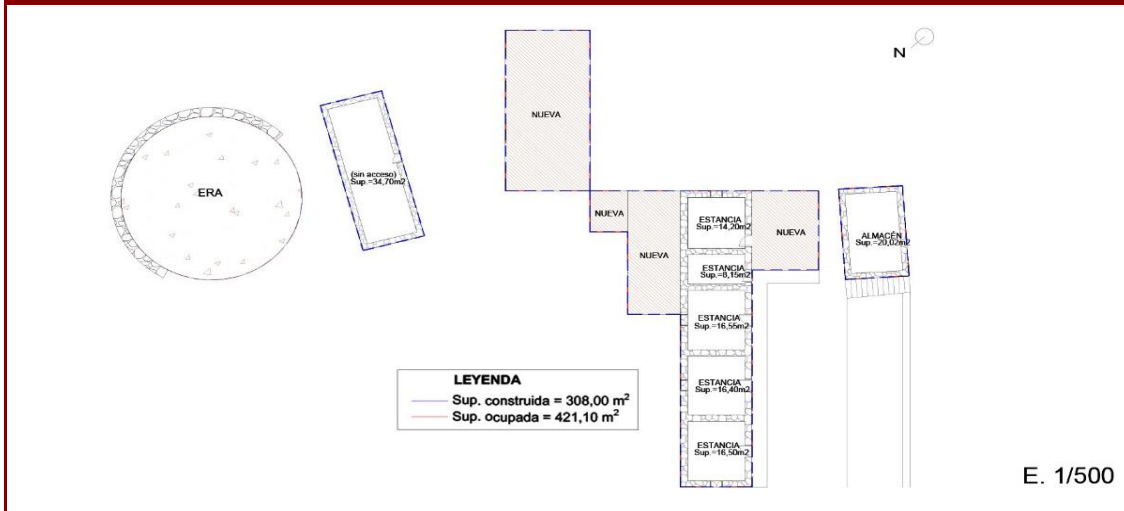 N
NUEVA
ERA
(sin acceso)
Sup.=34,70m2
NUEVA
NUEVA
ESTANCIA
Sup.=14,20m2
NUEVA
ALMACÉN
Sup.=20,02m2
ESTANCIA
Sup.=8,15m2
ESTANCIA
Sup.=16,55m2
ESTANCIA
Sup.=16,40m2
ESTANCIA
Sup.=16,50m2
LEYENDA
Sup. construida = 308,00 m²
Sup. ocupada = 421,10 m²
E. 1/500